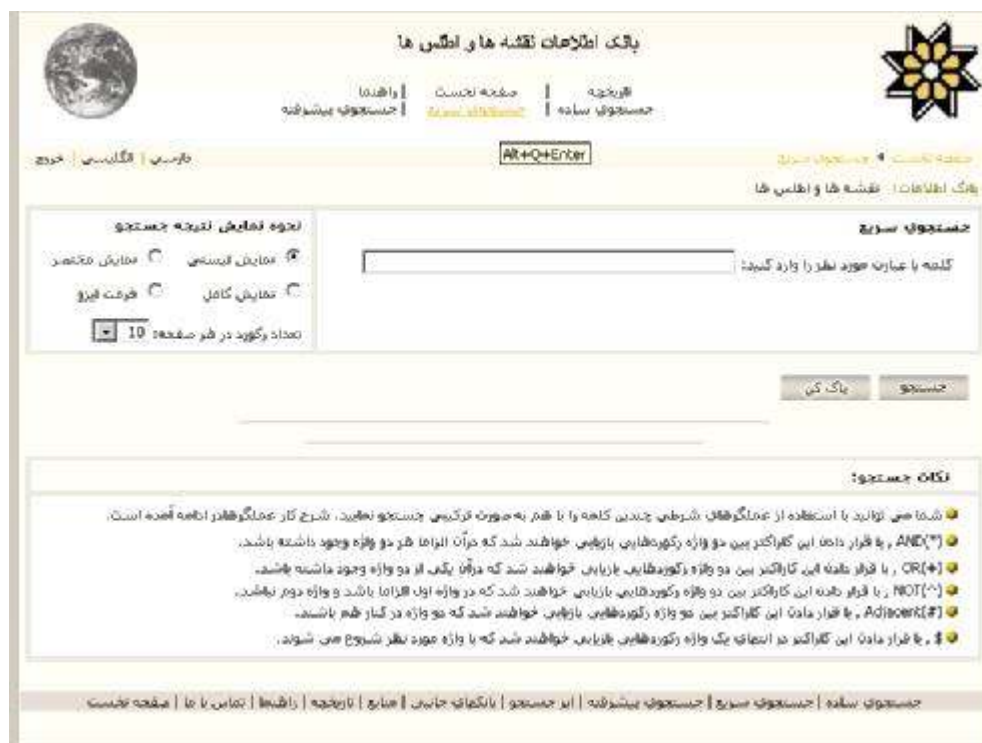 بانک اطلاعات نقشه ها و اطلس ها
تاریخچه | صفحه نخست | راهنما
جستجوی ساده | جستجوی سریع | جستجوی پیشرفته
Alt+Q+Enter
فارسی | انگلیسی | خروج
صفحه نخست جستجوی سریع
بانک اطلاعات: نقشه ها و اطلس ها
جستجوی سریع
کلمه یا عبارت مورد نظر را وارد کنید:
نحوه نمایش نتیجه جستجو
نمایش لیستی نمایش مختصر
نمایش کامل فرمت ایزو
تعداد رکورد در هر صفحه: 10
جستجو پاک کن
نکات جستجو:
شما می توانید با استفاده از عملگرهای شرطی چندین کلمه را با هم به صورت ترکیبی جستجو نمایید. شرح کار عملگرها در ادامه آمده است.
AND(*) , با قرار دادن این کاراکتر بین دو واژه رکوردهایی بازیابی خواهند شد که در آن الزاما هر دو واژه وجود داشته باشد.
OR(+) , با قرار دادن این کاراکتر بین دو واژه رکوردهایی بازیابی خواهند شد که در آن یکی از دو واژه وجود داشته باشد.
NOT(^) , با قرار دادن این کاراکتر بین دو واژه رکوردهایی بازیابی خواهند شد که در واژه اول الزاما باشد و واژه دوم نباشد.
Adjacent(#) , با قرار دادن این کاراکتر بین دو واژه رکوردهایی بازیابی خواهند شد که دو واژه در کنار هم باشند.
$ , با قرار دادن این کاراکتر در انتهای یک واژه رکوردهایی بازیابی خواهند شد که با واژه مورد نظر شروع می شوند.
جستجوی ساده | جستجوی سریع | جستجوی پیشرفته | ابر جستجو | بانکهای جانبی | منابع | تاریخچه | راهنما | تماس با ما | صفحه نخست